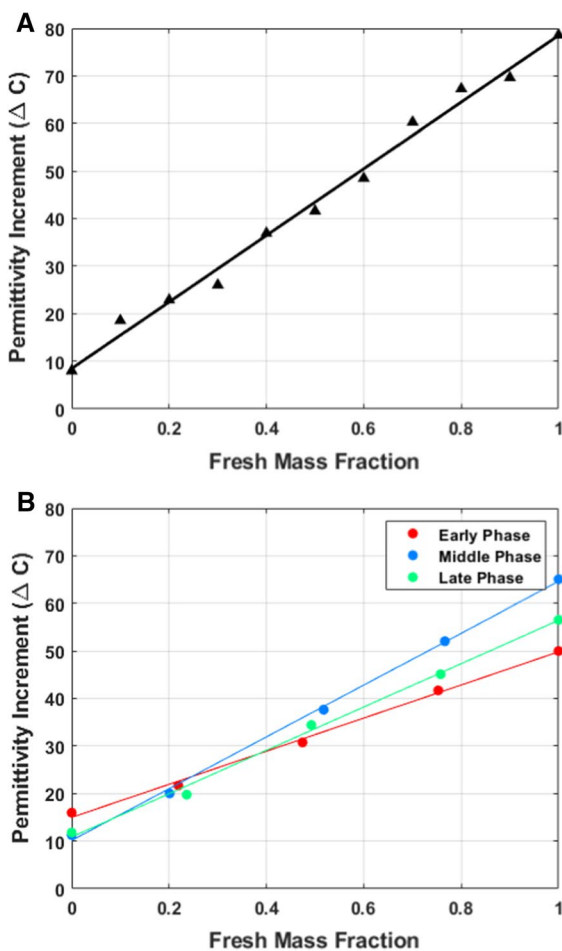 A
80
70
60
50
40
30
20
10
0
Permittivity Increment (△ C)
0 0.2 0.4 0.6 0.8 1
Fresh Mass Fraction
B
80
70
60
50
40
30
20
10
0
Permittivity Increment (△ C)
Early Phase
Middle Phase
Late Phase
0 0.2 0.4 0.6 0.8 1
Fresh Mass Fraction